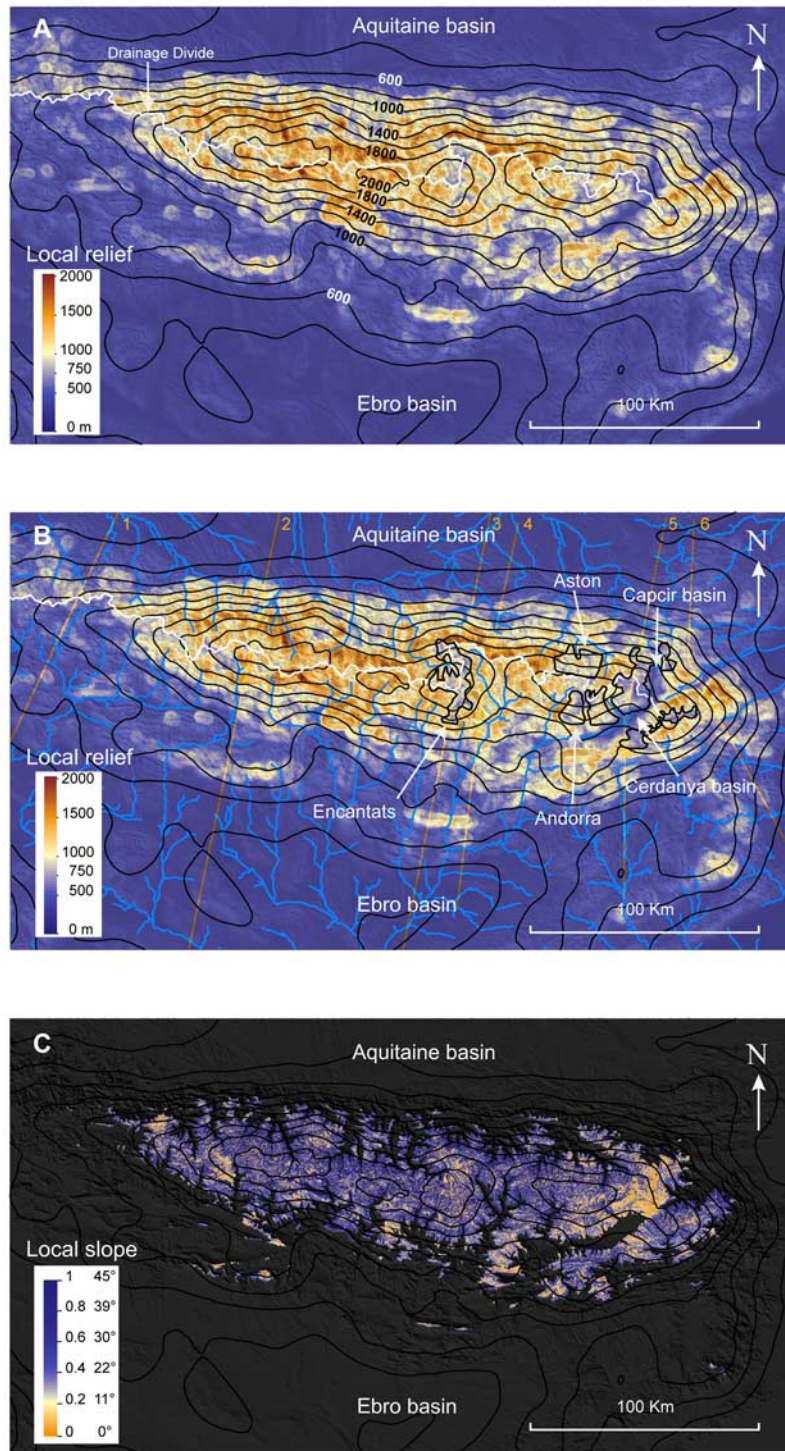 A
Aquitaine basin
N
Drainage Divide
600
1000
1400
1800
2000
1800
1400
1000
600
Local relief
2000
1500
1000
750
500
0 m
0
Ebro basin
100 Km
B
1
2
3
4
5
6
Aquitaine basin
N
Aston
Capcir basin
Local relief
2000
1500
1000
750
500
0 m
Encantats
Andorra
Cerdanya basin
0
Ebro basin
100 Km
C
Aquitaine basin
N
Local slope
1 45°
0.8 39°
0.6 30°
0.4 22°
0.2 11°
0 0°
Ebro basin
100 Km